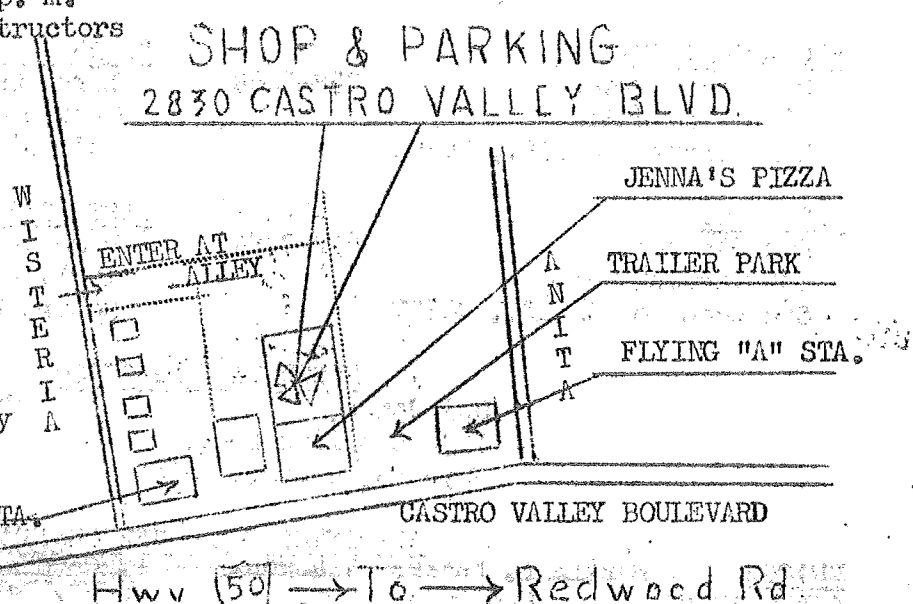 p. m.
tructors
SHOP & PARKING
2830 CASTRO VALLEY BLVD.
JENNA'S PIZZA
WISTERIA
ENTER AT
ALLEY
ANITA
TRAILER PARK
FLYING "A" STA.
y
TA.
CASTRO VALLEY BOULEVARD
Hwy 50 → To → Redwood Rd